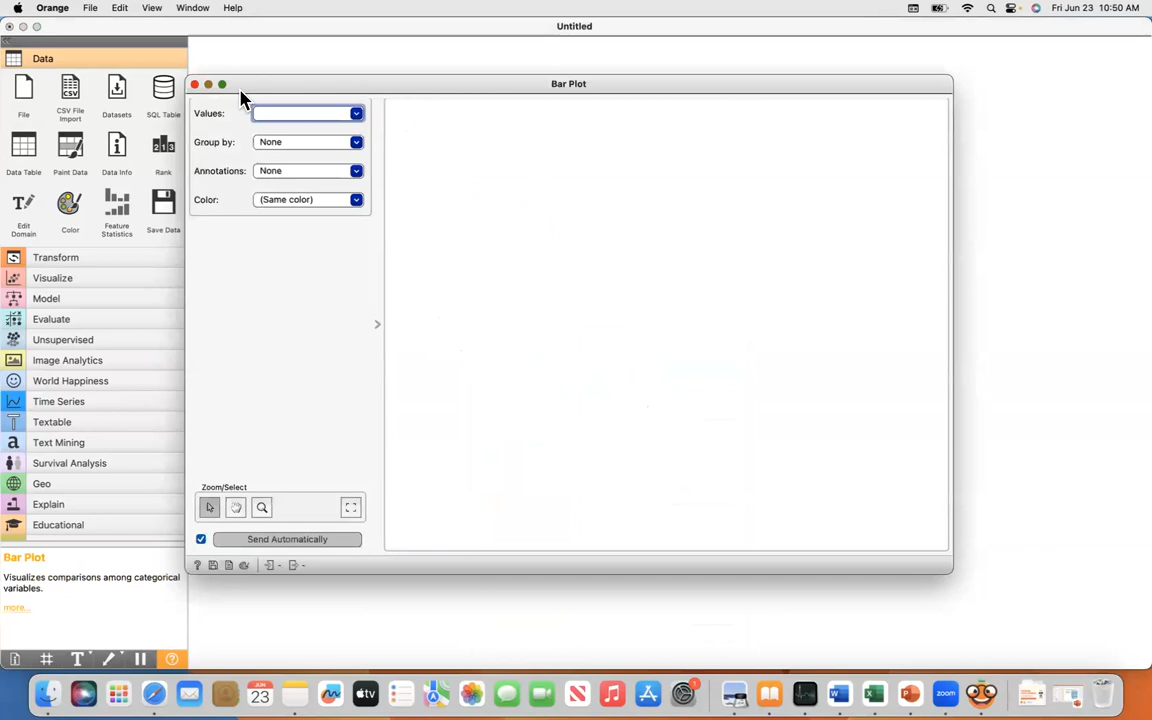 Orange File Edit View Window Help Fri Jun 23 10:50 AM
Untitled
Data
File
CSV File Import
Datasets
SQL Table
Data Table
Paint Data
Data Info
Rank
Edit Domain
Color
Feature Statistics
Save Data
Transform
Visualize
Model
Evaluate
Unsupervised
Image Analytics
World Happiness
Time Series
Textable
Text Mining
Survival Analysis
Geo
Explain
Educational
Bar Plot
Visualizes comparisons among categorical
variables.
more...
Bar Plot
Values:
Group by: None
Annotations: None
Color: (Same color)
Zoom/Select
Send Automatically
JUN
23
1
tv
zoom